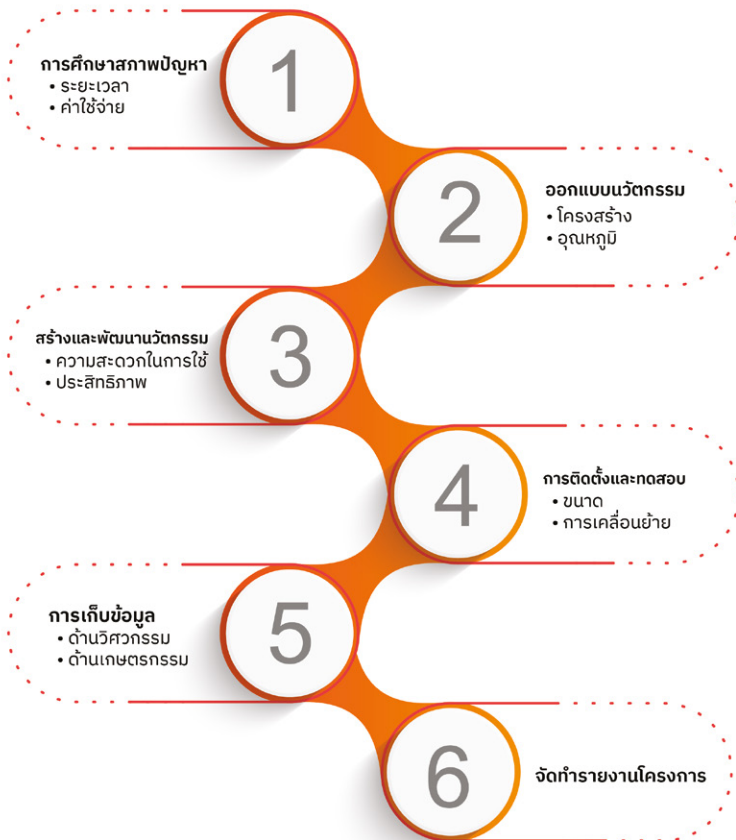 1
การศึกษาสภาพปัญหา
• ระยะเวลา
• ค่าใช้จ่าย
2
ออกแบบนวัตกรรม
• โครงสร้าง
• อุณหภูมิ
3
สร้างและพัฒนานวัตกรรม
• ความสะดวกในการใช้
• ประสิทธิภาพ
4
การติดตั้งและทดสอบ
• ขนาด
• การเคลื่อนย้าย
5
การเก็บข้อมูล
• ด้านวิศวกรรม
• ด้านเกษตรกรรม
6
จัดทำรายงานโครงการ